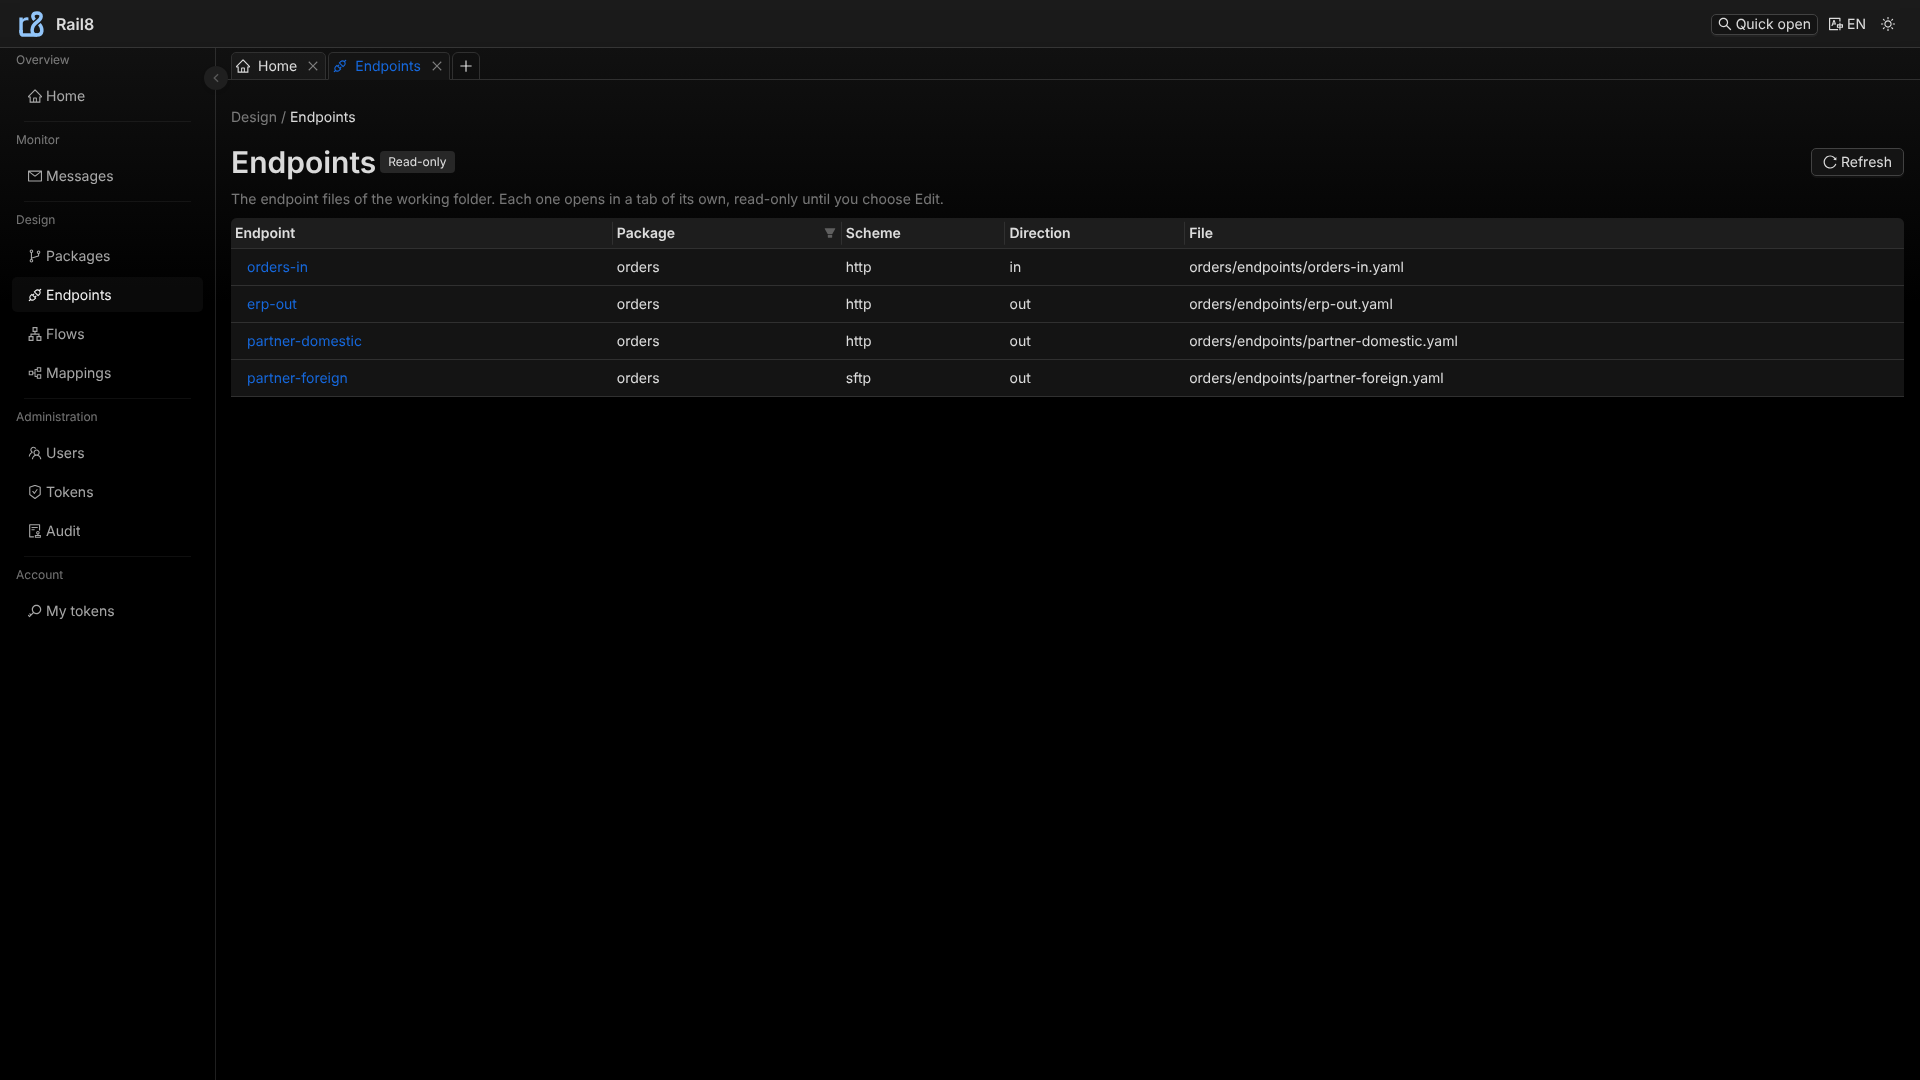 Rail8
Quick open
EN
Overview
Home
Monitor
Messages
Design
Packages
Endpoints
Flows
Mappings
Administration
Users
Tokens
Audit
Account
My tokens
Home
Endpoints
Design / Endpoints
Endpoints Read-only
Refresh
The endpoint files of the working folder. Each one opens in a tab of its own, read-only until you choose Edit.
Endpoint Package Scheme Direction File
orders-in orders http in orders/endpoints/orders-in.yaml
erp-out orders http out orders/endpoints/erp-out.yaml
partner-domestic orders http out orders/endpoints/partner-domestic.yaml
partner-foreign orders sftp out orders/endpoints/partner-foreign.yaml